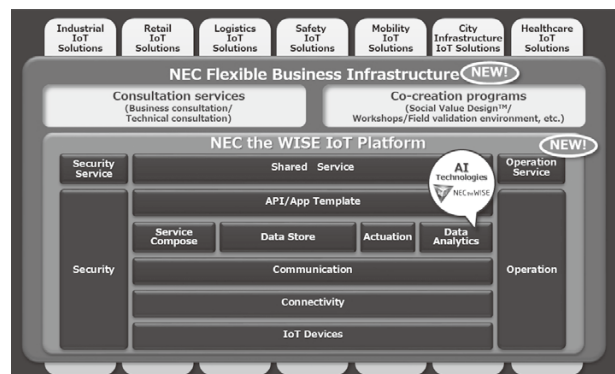 Industrial
IoT
Solutions
Retail
IoT
Solutions
Logistics
IoT
Solutions
Safety
IoT
Solutions
Mobility
IoT
Solutions
City
Infrastructure
IoT Solutions
Healthcare
IoT
Solutions
NEC Flexible Business Infrastructure NEW!
Consultation services
(Business consultation/
Technical consultation)
Co-creation programs
(Social Value Design™/
Workshops/Field validation environment, etc.)
NEC the WISE IoT Platform NEW!
Security
Service
Shared Service
AI
Technologies
NEC the WISE
Operation
Service
API/App Template
Service
Compose
Data Store
Actuation
Data
Analytics
Security
Communication
Operation
Connectivity
IoT Devices